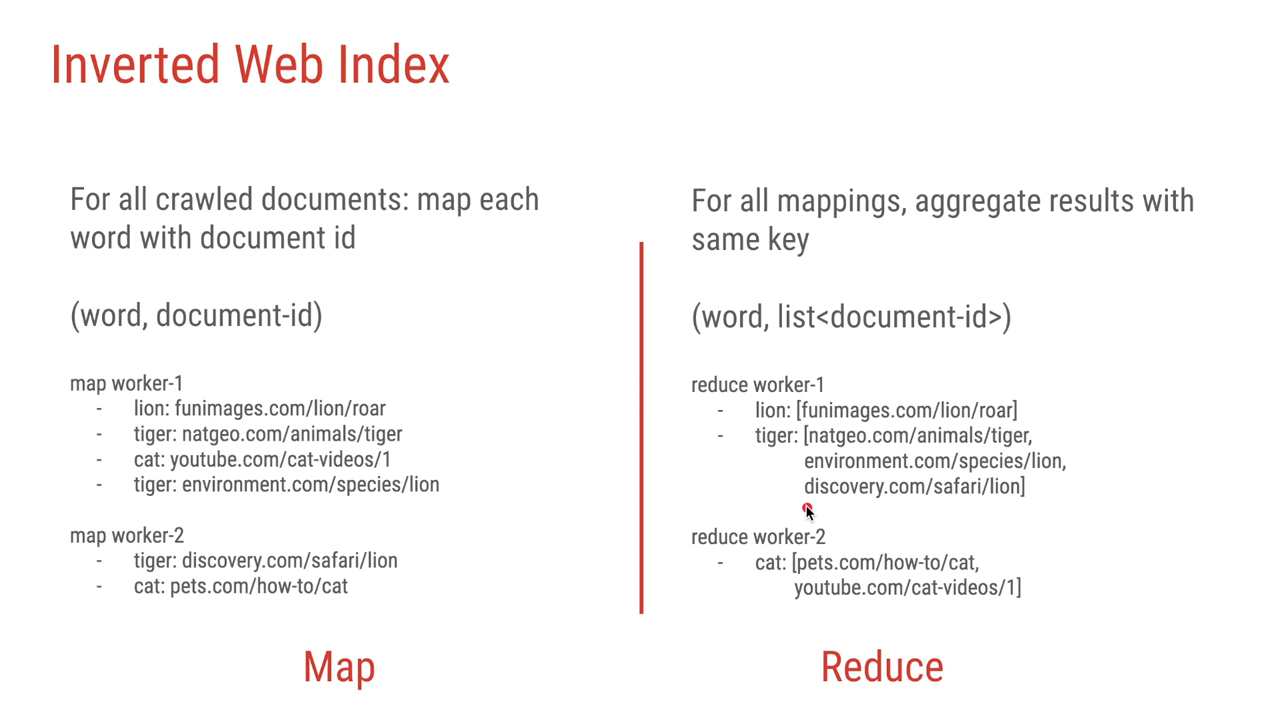 Inverted Web Index
For all crawled documents: map each
word with document id
(word, document-id)
map worker-1
- lion: funimages.com/lion/roar
- tiger: natgeo.com/animals/tiger
- cat: youtube.com/cat-videos/1
- tiger: environment.com/species/lion
map worker-2
- tiger: discovery.com/safari/lion
- cat: pets.com/how-to/cat
Map
For all mappings, aggregate results with
same key
(word, list<document-id>)
reduce worker-1
- lion: [funimages.com/lion/roar]
- tiger: [natgeo.com/animals/tiger,
environment.com/species/lion,
discovery.com/safari/lion]
reduce worker-2
- cat: [pets.com/how-to/cat,
youtube.com/cat-videos/1]
Reduce